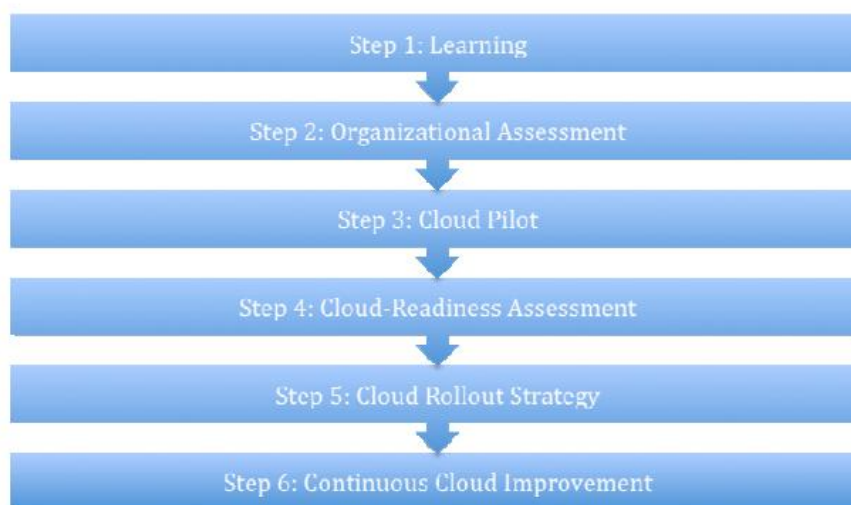 Step 1: Learning
Step 2: Organizational Assessment
Step 3: Cloud Pilot
Step 4: Cloud-Readiness Assessment
Step 5: Cloud Rollout Strategy
Step 6: Continuous Cloud Improvement